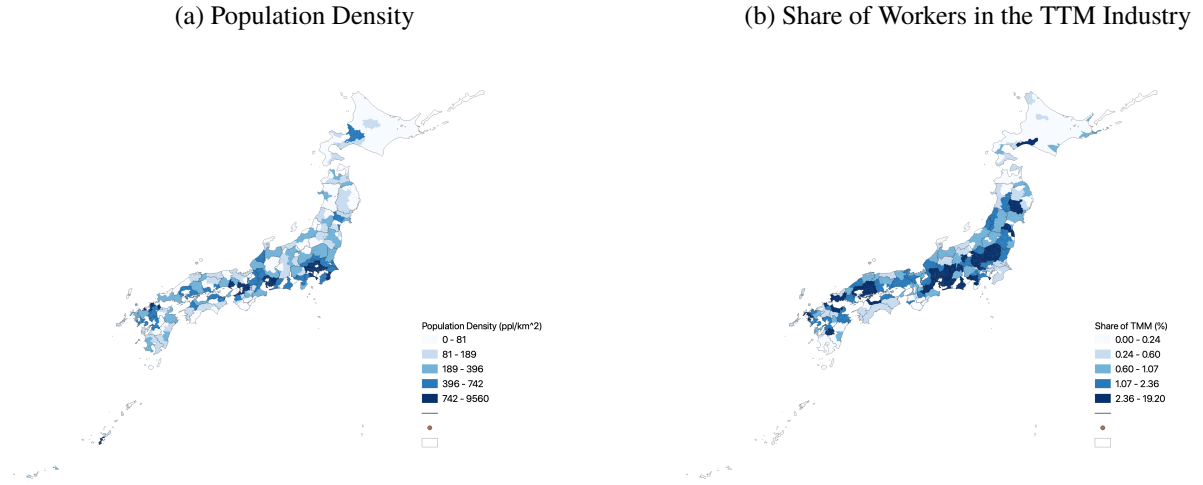 (a) Population Density
(b) Share of Workers in the TTM Industry
Population Density (ppl/km^2)
0 - 81
81 - 189
189 - 396
396 - 742
742 - 9560
Share of TMM (%)
0.00 - 0.24
0.24 - 0.60
0.60 - 1.07
1.07 - 2.36
2.36 - 19.20